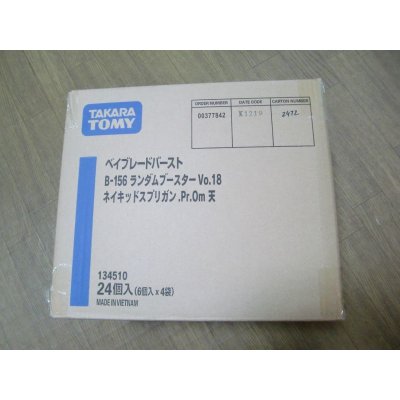 TAKARA
TOMY
ORDER NUMBER DATE CODE CARTON NUMBER
00377842 K1219 2472
ベイブレードバースト
B-156 ランダムブースター Vo.18
ネイキッドスプリガン .Pr.0m 天
134510
24個入 (6個入 x 4袋)
MADE IN VIETNAM